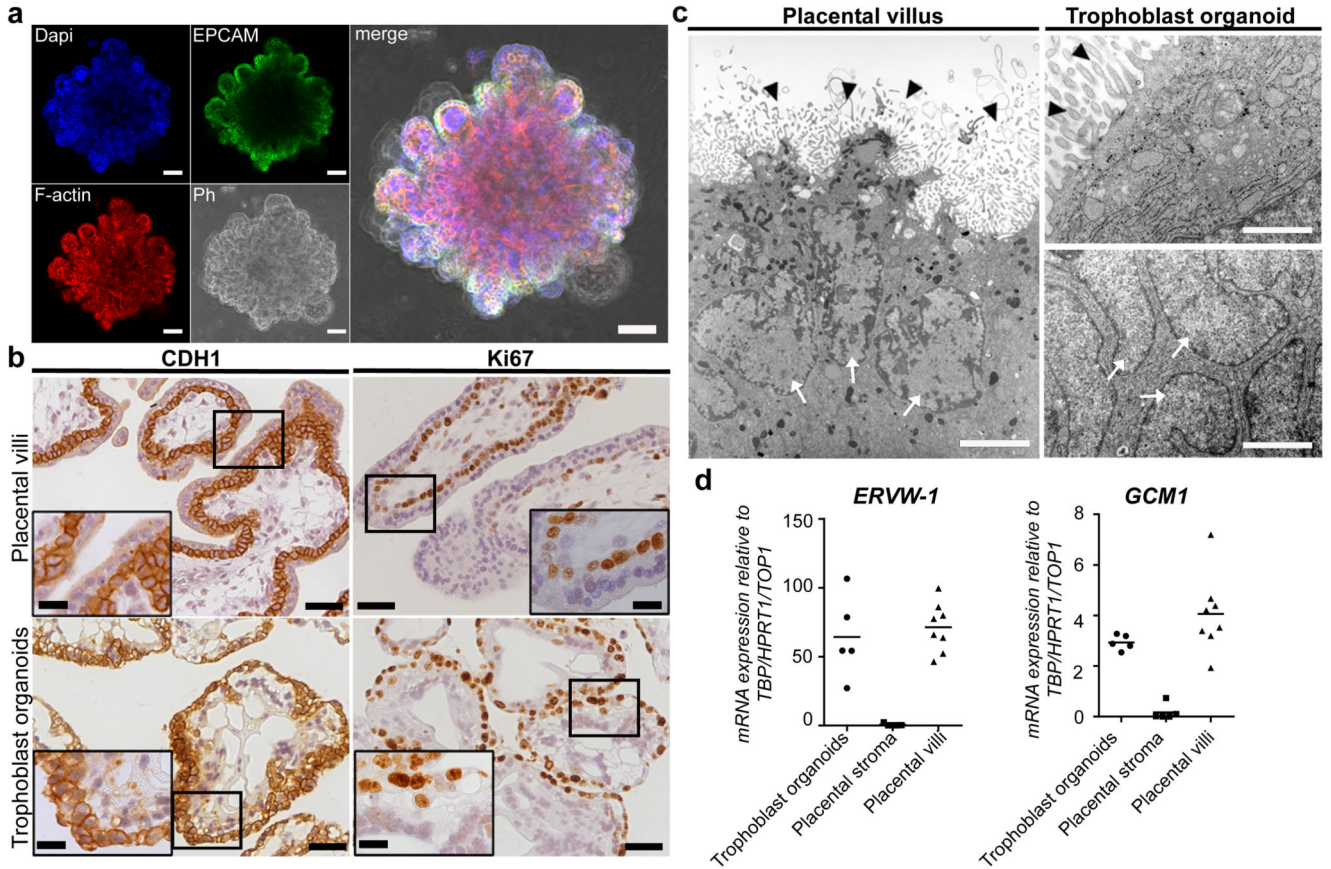 a
Dapi
EPCAM
merge
F-actin
Ph
b
CDH1
Ki67
Placental villi
Trophoblast organoids
c
Placental villus
Trophoblast organoid
d
ERVW-1
mRNA expression relative to
TBP/HPRT1/TOP1
150
100
50
0
Trophoblast organoids
Placental stroma
Placental villi
GCM1
mRNA expression relative to
TBP/HPRT1/TOP1
8
6
4
2
0
Trophoblast organoids
Placental stroma
Placental villi